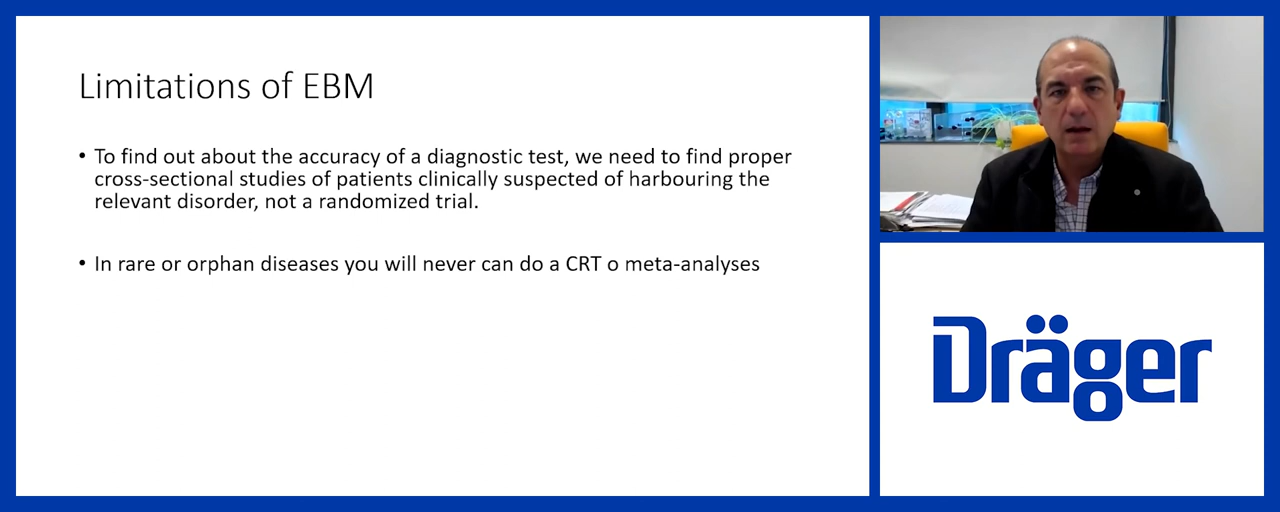 Limitations of EBM
• To find out about the accuracy of a diagnostic test, we need to find proper
cross-sectional studies of patients clinically suspected of harbouring the
relevant disorder, not a randomized trial.
• In rare or orphan diseases you will never can do a CRT o meta-analyses
Dräger